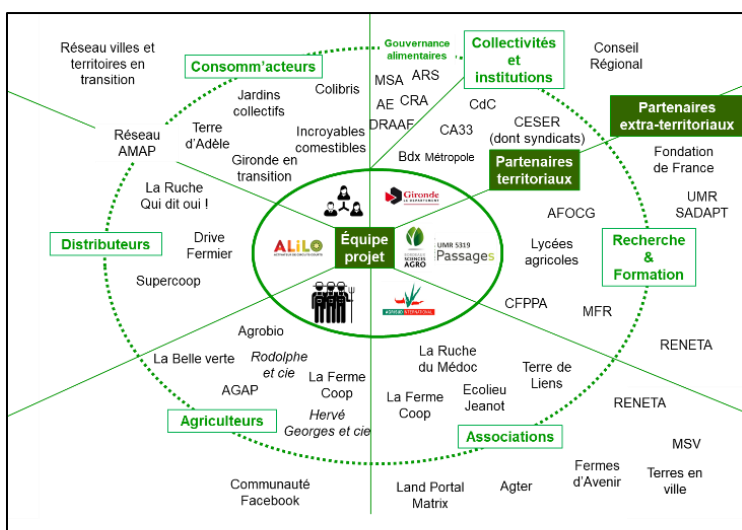 Réseau villes et
territoires en
transition
Consomm'acteurs
Gouvernance
alimentaires
Collectivités
et
institutions
Conseil
Régional
Colibris
Jardins
collectifs
MSA
ARS
AE
CRA
DRAAF
CdC
Partenaires
extra-territoriaux
Réseau
AMAP
Terre
d'Adèle
Incroyables
comestibles
CA33
CESER
(dont syndicats)
Gironde en
transition
Bdx Métropole
Partenaires
territoriaux
Fondation
de France
La Ruche
Qui dit oui !
Gironde
LE DEPARTEMENT
UMR
SADAPT
AFOCG
Distributeurs
Drive
Fermier
ALiLO
Équipe
projet
SCIENCES
AGRO
UMR 5319
Passages
Lycées
agricoles
Recherche
&
Formation
Supercoop
AGRISUD INTERNATIONAL
CFPPA
MFR
Agrobio
La Belle verte
Rodolphe
et cie
La Ruche
du Médoc
RENETA
AGAP
La Ferme
Coop
Terre de
Liens
La Ferme
Coop
Ecolieu
Jeanot
RENETA
Agriculteurs
Hervé
Georges et cie
Associations
MSV
Communauté
Facebook
Land Portal
Matrix
Agter
Fermes
d'Avenir
Terres en
ville